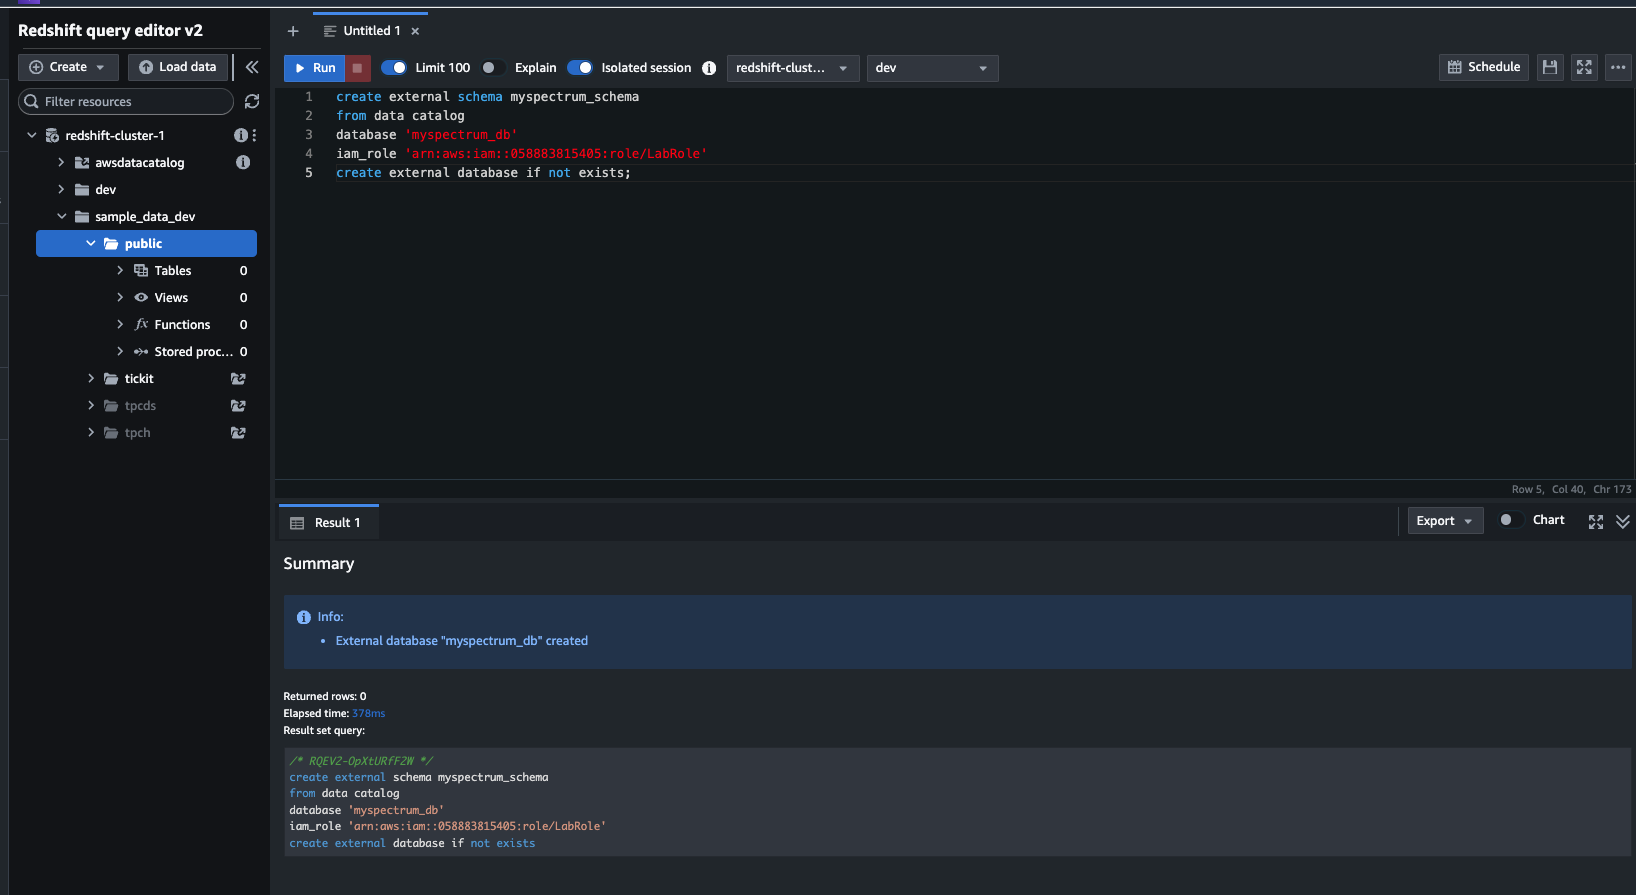 Redshift query editor v2
Create
Load data
Filter resources
redshift-cluster-1
awsdatacatalog
dev
sample_data_dev
public
Tables 0
Views 0
fx Functions 0
Stored proc... 0
tickit
tpcds
tpch
Untitled 1
Run
Limit 100
Explain
Isolated session
redshift-clust...
dev
Schedule
1 create external schema myspectrum_schema
2 from data catalog
3 database 'myspectrum_db'
4 iam_role 'arn:aws:iam::058883815405:role/LabRole'
5 create external database if not exists;
Row 5, Col 40, Chr 173
Result 1
Export
Chart
Summary
Info:
• External database "myspectrum_db" created
Returned rows: 0
Elapsed time: 378ms
Result set query:
/* RQEV2-OpXtURfF2W */
create external schema myspectrum_schema
from data catalog
database 'myspectrum_db'
iam_role 'arn:aws:iam::058883815405:role/LabRole'
create external database if not exists